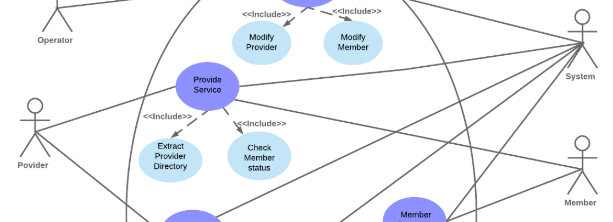 <<Include>>
<<Include>>
Operator
Modify
Provider
Modify
Member
System
Provide
Service
<<Include>>
<<Include>>
Povider
Extract
Provider
Directory
Check
Member
status
Member
Member